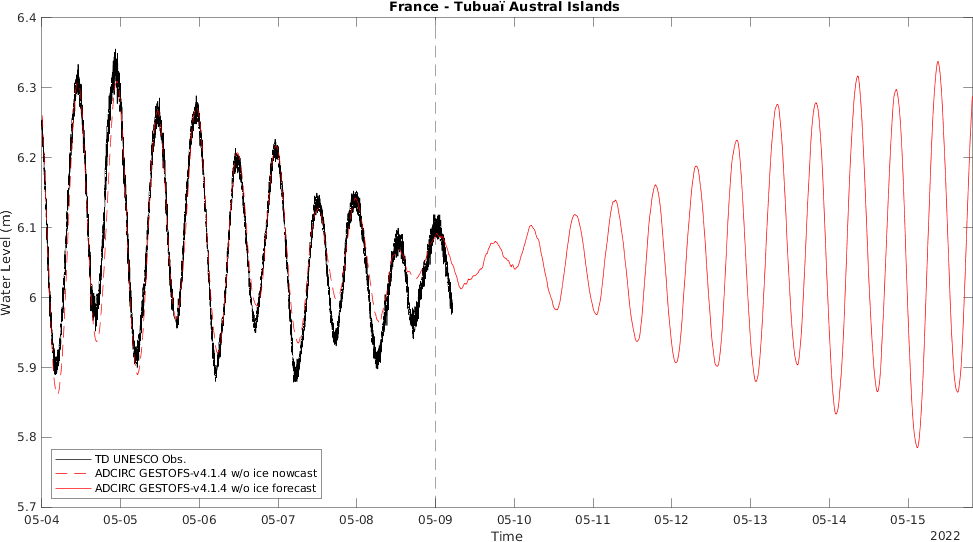 France - Tubuaï Austral Islands
6.4
6.3
6.2
6.1
6
5.9
5.8
5.7
Water Level (m)
TD UNESCO Obs.
ADCIRC GESTOFS-v4.1.4 w/o ice nowcast
ADCIRC GESTOFS-v4.1.4 w/o ice forecast
05-04 05-05 05-06 05-07 05-08 05-09 05-10 05-11 05-12 05-13 05-14 05-15
Time
2022